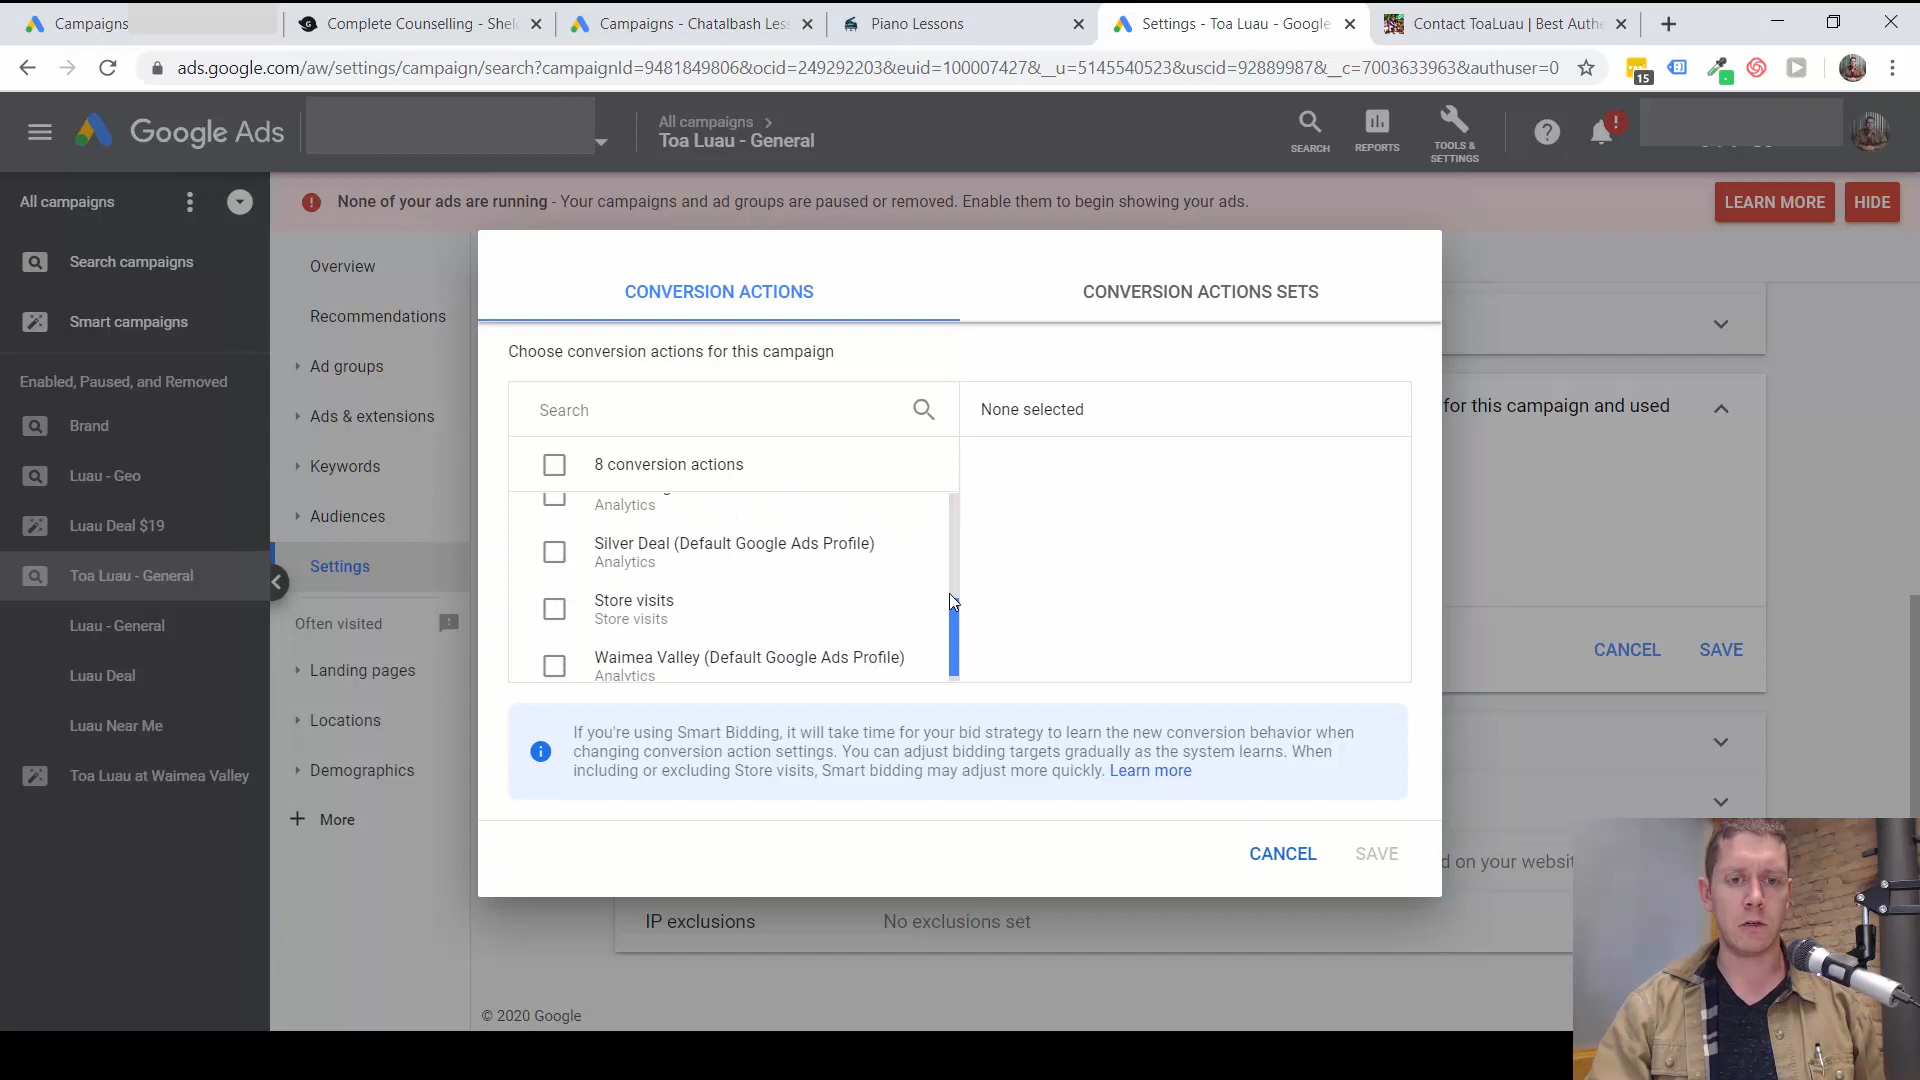 Campaigns
Complete Counselling - Shel
Campaigns - Chatalbash Les
Piano Lessons
Settings - Toa Luau - Google
Contact ToaLuau | Best Authe
ads.google.com/aw/settings/campaign/search?campaignId=9481849806&ocid=249292203&euid=100007427&__u=5145540523&uscid=92889987&__c=7003633963&authuser=0
15
Google Ads
All campaigns
Toa Luau - General
SEARCH
REPORTS
TOOLS &
SETTINGS
All campaigns
None of your ads are running - Your campaigns and ad groups are paused or removed. Enable them to begin showing your ads.
LEARN MORE
HIDE
Search campaigns
Smart campaigns
Enabled, Paused, and Removed
Brand
Luau - Geo
Luau Deal $19
Toa Luau - General
Luau - General
Luau Deal
Luau Near Me
Toa Luau at Waimea Valley
Overview
Recommendations
Ad groups
Ads & extensions
Keywords
Audiences
Settings
Often visited
Landing pages
Locations
Demographics
More
CONVERSION ACTIONS
CONVERSION ACTIONS SETS
Choose conversion actions for this campaign
Search
None selected
8 conversion actions
Analytics
Silver Deal (Default Google Ads Profile)
Analytics
Store visits
Store visits
Waimea Valley (Default Google Ads Profile)
Analytics
If you're using Smart Bidding, it will take time for your bid strategy to learn the new conversion behavior when
changing conversion action settings. You can adjust bidding targets gradually as the system learns. When
including or excluding Store visits, Smart bidding may adjust more quickly. Learn more
CANCEL
SAVE
for this campaign and used
CANCEL
SAVE
d on your websit
IP exclusions
No exclusions set
© 2020 Google